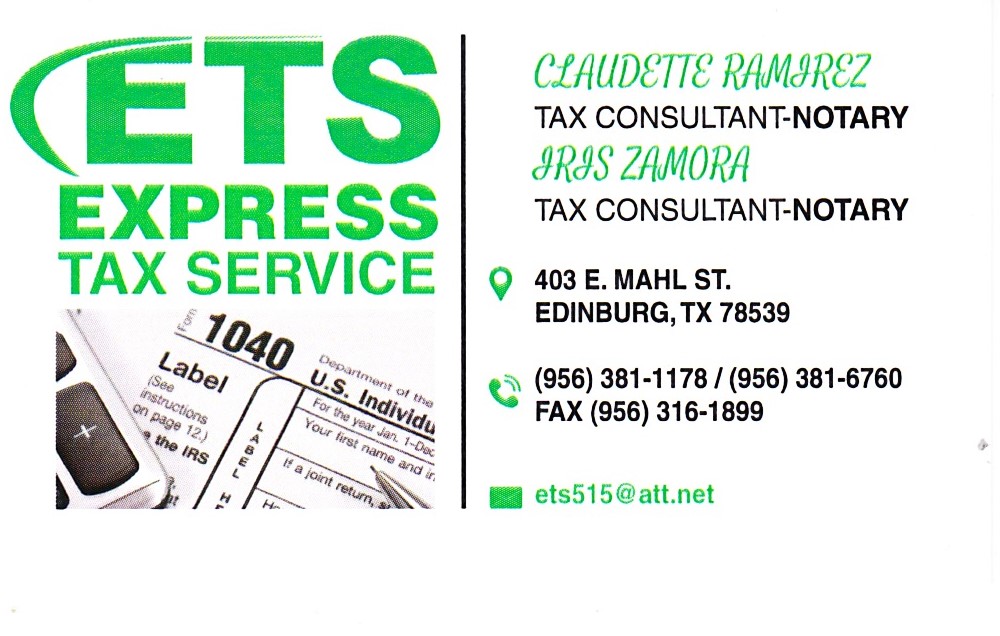 ETS
EXPRESS
TAX SERVICE
Form 1040
Label
(See
instructions
on page 12.)
the IRS
LABEL HE
Department of the
U.S. Individu
For the year Jan. 1–Dec
Your first name and in
If a joint return, s
CLAUDETTE RAMIREZ
TAX CONSULTANT-NOTARY
IRIS ZAMORA
TAX CONSULTANT-NOTARY
403 E. MAHL ST.
EDINBURG, TX 78539
(956) 381-1178 / (956) 381-6760
FAX (956) 316-1899
ets515@att.net